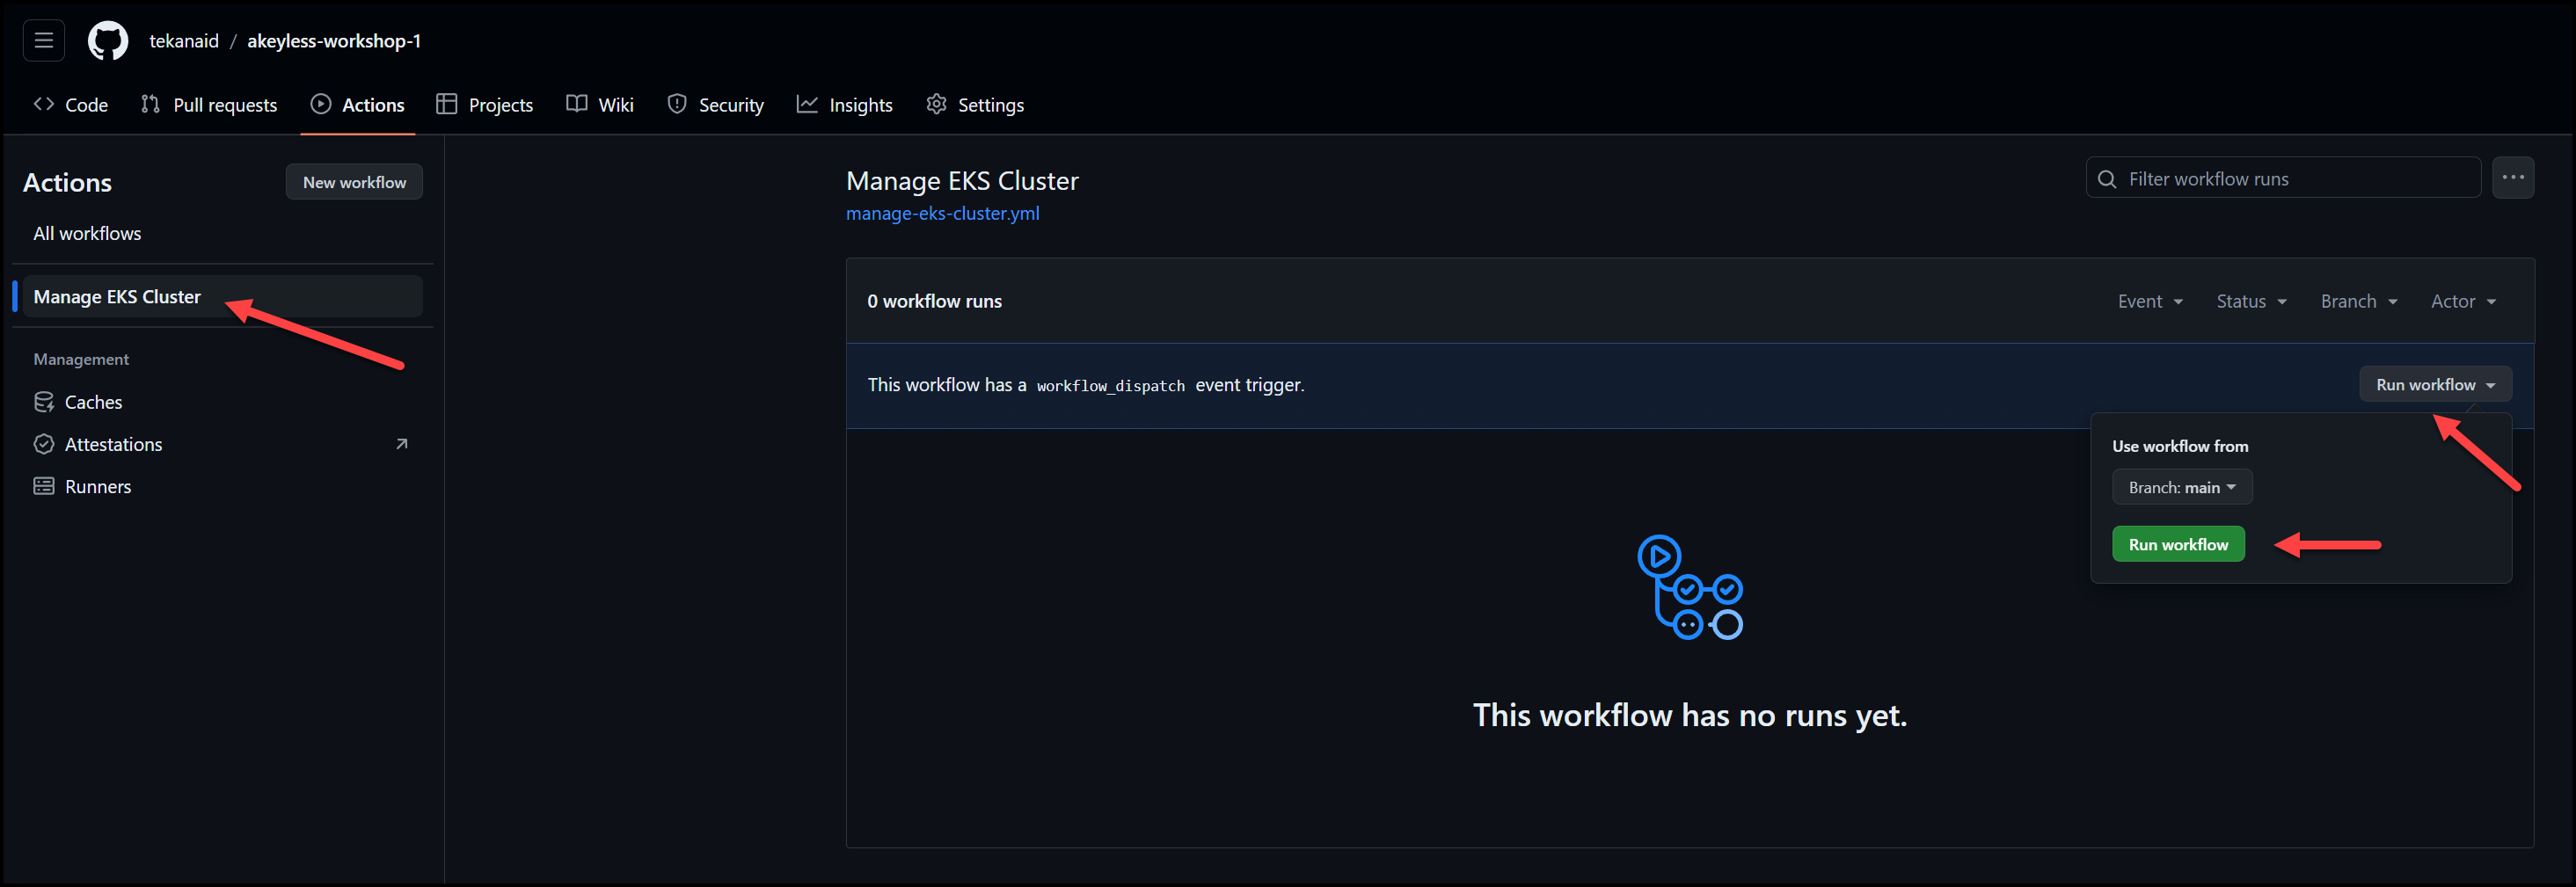 tekanaid / akeyless-workshop-1
Code Pull requests Actions Projects Wiki Security Insights Settings
Actions
New workflow
All workflows
Manage EKS Cluster
Management
Caches
Attestations
Runners
Manage EKS Cluster
manage-eks-cluster.yml
Filter workflow runs
0 workflow runs
Event Status Branch Actor
This workflow has a workflow_dispatch event trigger.
Run workflow
Use workflow from
Branch: main
Run workflow
This workflow has no runs yet.